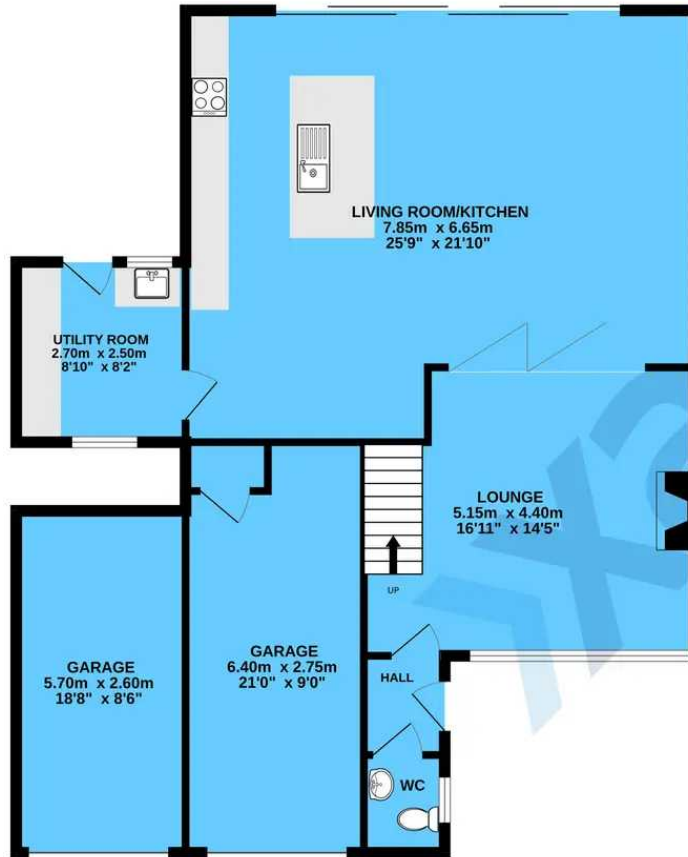 LIVING ROOM/KITCHEN
7.85m x 6.65m
25'9" x 21'10"
UTILITY ROOM
2.70m x 2.50m
8'10" x 8'2"
LOUNGE
5.15m x 4.40m
16'11" x 14'5"
UP
GARAGE
6.40m x 2.75m
21'0" x 9'0"
GARAGE
5.70m x 2.60m
18'8" x 8'6"
HALL
WC